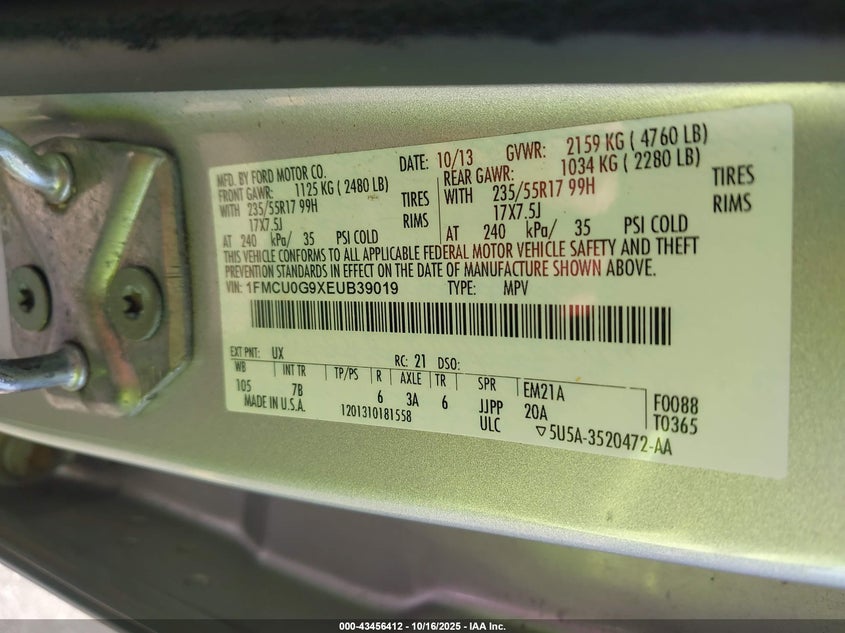 MFD. BY FORD MOTOR CO.
DATE: 10/13 GVWR: 2159 KG ( 4760 LB)
FRONT GAWR: 1125 KG ( 2480 LB)
REAR GAWR: 1034 KG ( 2280 LB)
WITH 235/55R17 99H TIRES
WITH 235/55R17 99H TIRES
17X7.5J RIMS
17X7.5J RIMS
AT 240 kPa/ 35 PSI COLD
AT 240 kPa/ 35 PSI COLD
THIS VEHICLE CONFORMS TO ALL APPLICABLE FEDERAL MOTOR VEHICLE SAFETY AND THEFT
PREVENTION STANDARDS IN EFFECT ON THE DATE OF MANUFACTURE SHOWN ABOVE.
VIN: 1FMCU0G9XEUB39019 TYPE: MPV
EXT PNT: UX RC: 21 DSO:
WB INT TR TP/PS R AXLE TR SPR EM21A
105 7B 6 3A 6 JJPP 20A F0088
MADE IN U.S.A. 1201310181558 ULC ▽5U5A-3520472-AA T0365
000-43456412 - 10/16/2025 - IAA Inc.